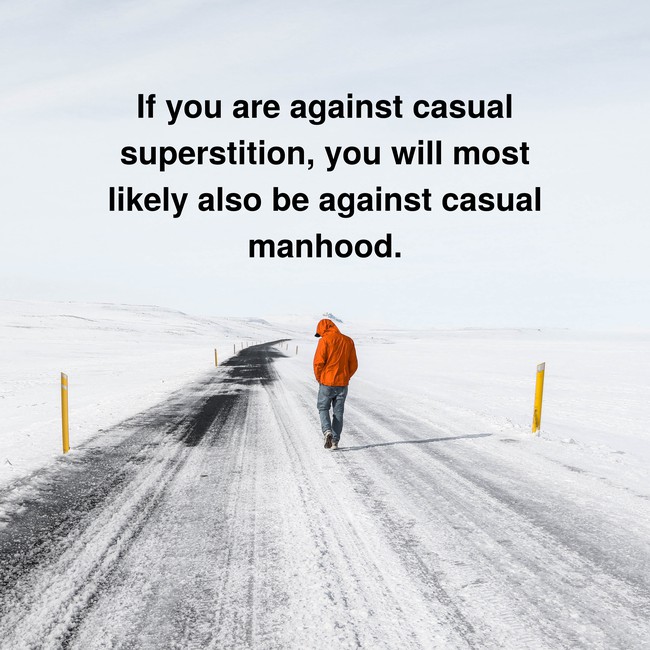 If you are against casual
superstition, you will most
likely also be against casual
manhood.